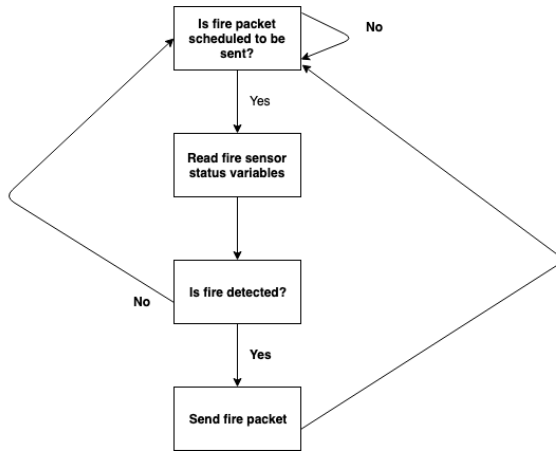 Is fire packet
scheduled to be
sent?
No
Yes
Read fire sensor
status variables
Is fire detected?
No
Yes
Send fire packet